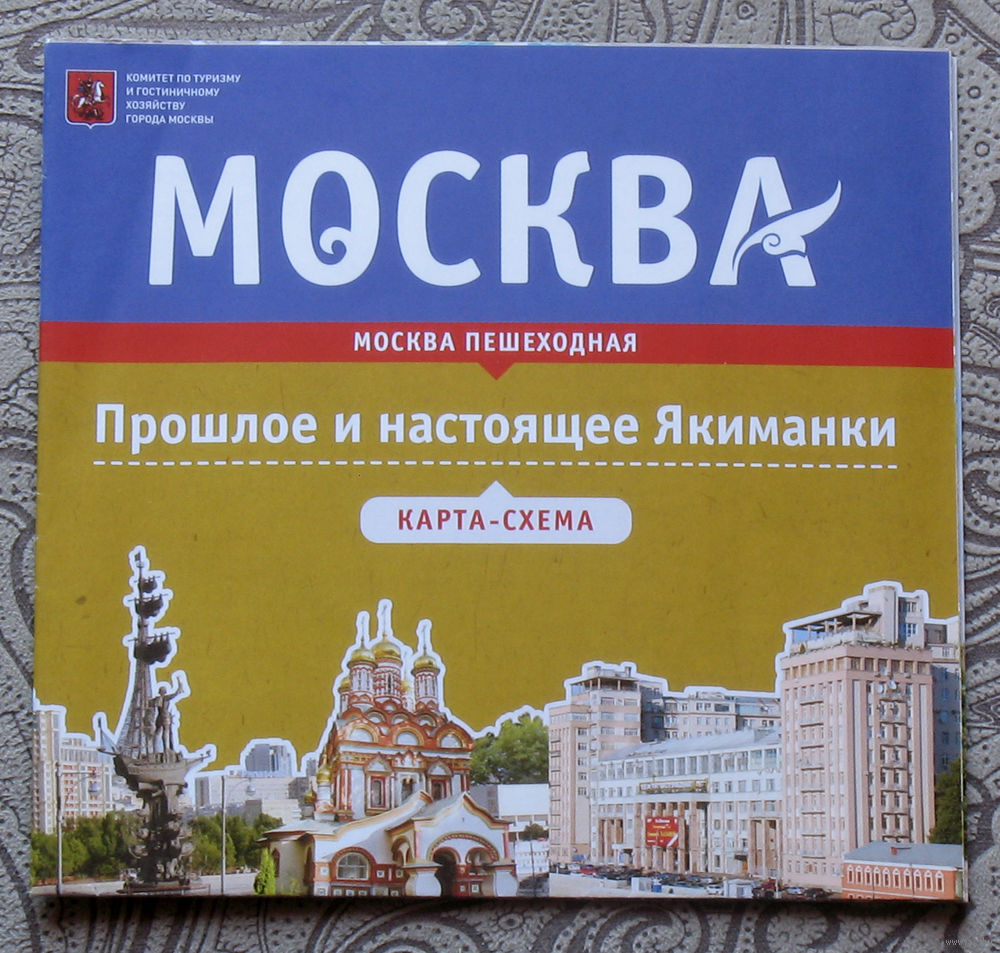 КОМИТЕТ ПО ТУРИЗМУ
И ГОСТИНИЧНОМУ
ХОЗЯЙСТВУ
ГОРОДА МОСКВЫ
МОСКВА
МОСКВА ПЕШЕХОДНАЯ
Прошлое и настоящее Якиманки
КАРТА-СХЕМА